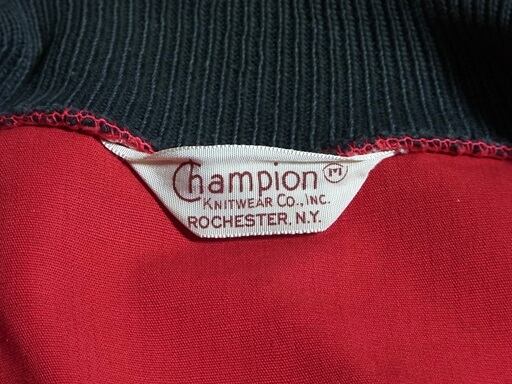 Champion M
KNITWEAR CO., INC.
ROCHESTER, N.Y.